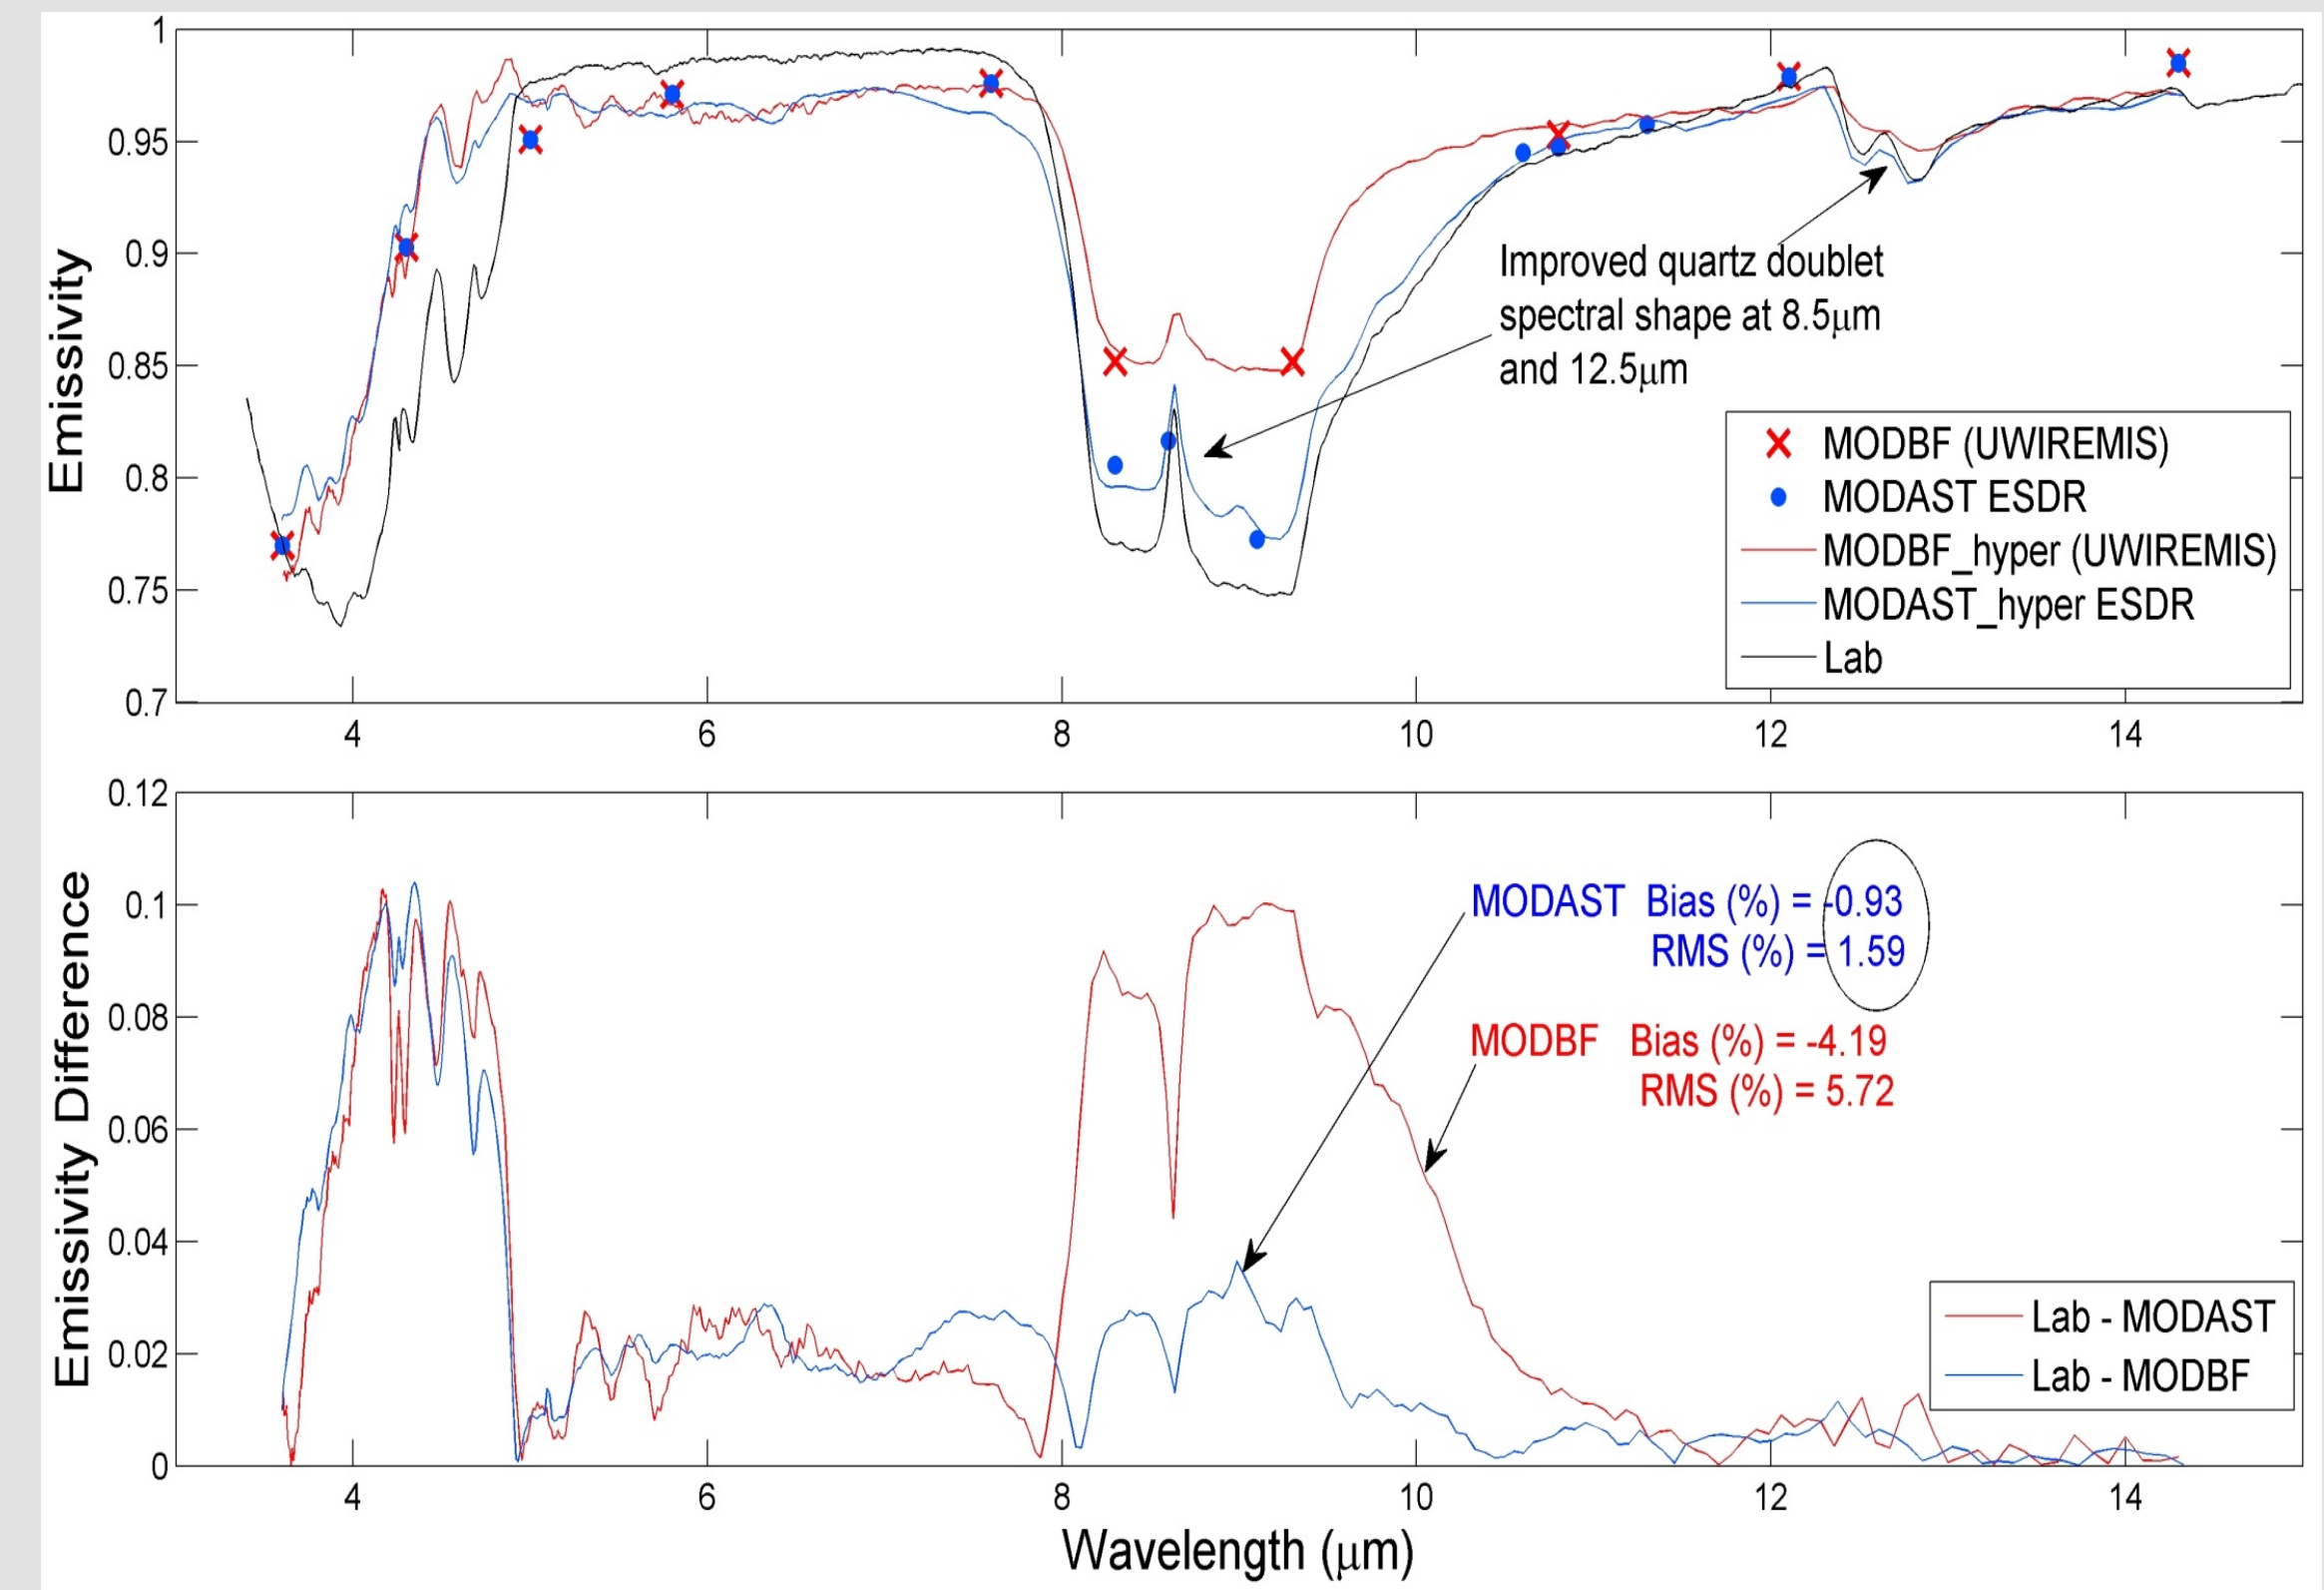 1
0.95
0.9
0.85
0.8
0.75
0.7
Emissivity
4
6
8
10
12
14
Improved quartz doublet
spectral shape at 8.5μm
and 12.5μm
MODBF (UWIREMIS)
MODAST ESDR
MODBF_hyper (UWIREMIS)
MODAST_hyper ESDR
Lab
0.12
0.1
0.08
0.06
0.04
0.02
0
Emissivity Difference
MODAST Bias (%) = -0.93
RMS (%) = 1.59
MODBF Bias (%) = -4.19
RMS (%) = 5.72
Lab - MODAST
Lab - MODBF
4
6
8
10
12
14
Wavelength (μm)